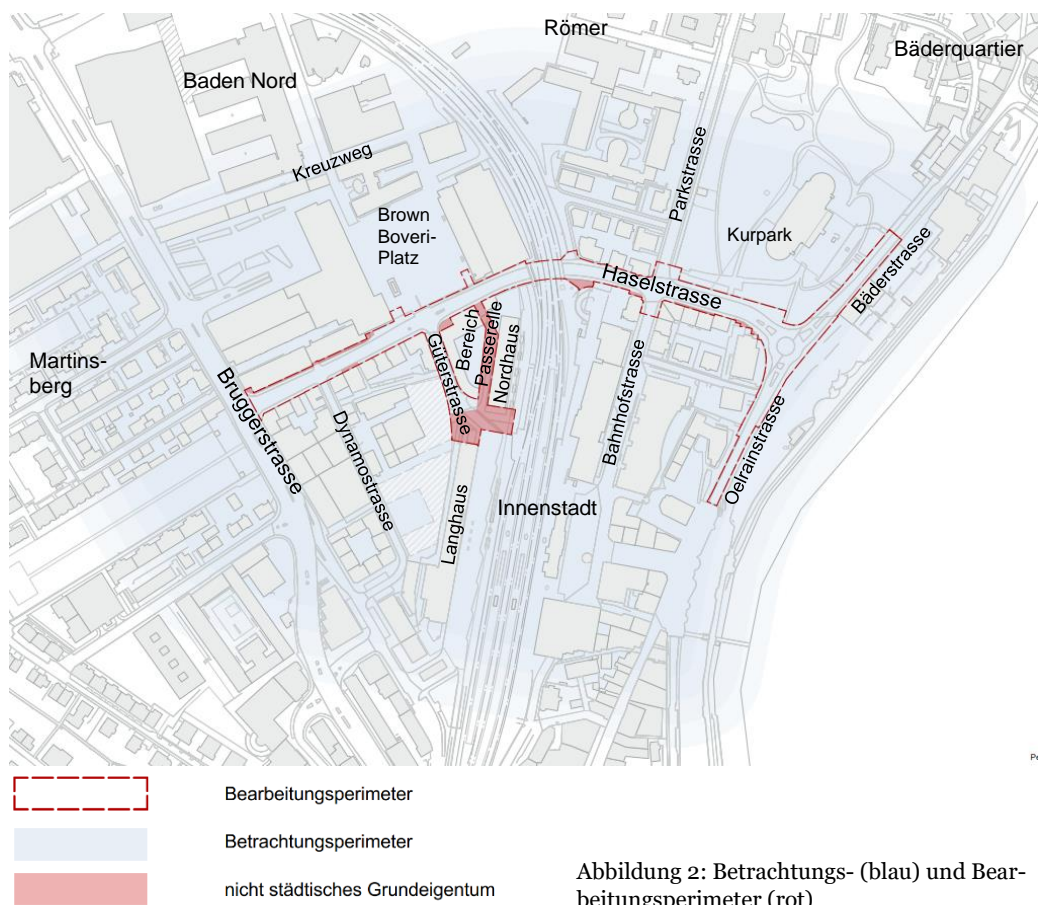 Römer
Bäderquartier
Baden Nord
Kreuzweg
Parkstrasse
Brown
Boveri-
Platz
Kurpark
Haselstrasse
Bäderstrasse
Martins-
berg
Bruggerstrasse
Dynamostrasse
Güterstrasse
Bereich
Passerelle
Nordhaus
Bahnhofstrasse
Oelrainstrasse
Langhaus
Innenstadt
Pe
Bearbeitungsperimeter
Betrachtungsperimeter
nicht städtisches Grundeigentum
Abbildung 2: Betrachtungs- (blau) und Bear-
beitungsperimeter (rot)